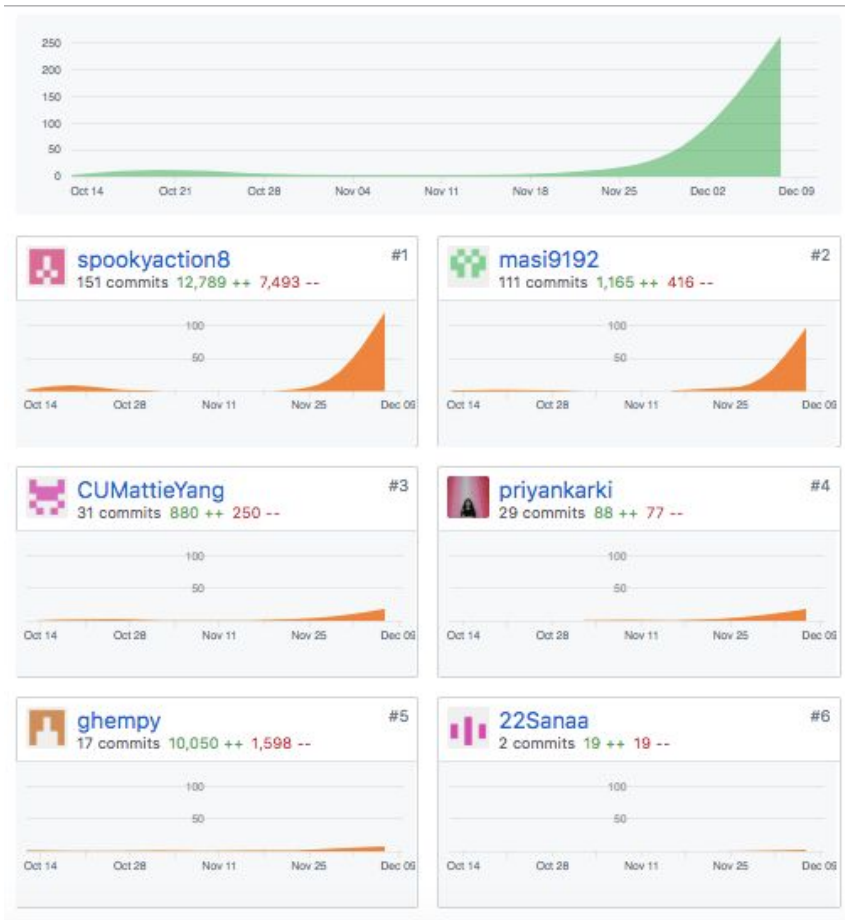 250
200
150
100
50
0
Oct 14 Oct 21 Oct 28 Nov 04 Nov 11 Nov 18 Nov 25 Dec 02 Dec 09
spookyaction8 #1
151 commits 12,789 ++ 7,493 --
100
50
Oct 14 Oct 28 Nov 11 Nov 25 Dec 09
masi9192 #2
111 commits 1,165 ++ 416 --
100
50
Oct 14 Oct 28 Nov 11 Nov 25 Dec 09
CUMattieYang #3
31 commits 880 ++ 250 --
100
50
Oct 14 Oct 28 Nov 11 Nov 25 Dec 09
priyankarki #4
29 commits 88 ++ 77 --
100
50
Oct 14 Oct 28 Nov 11 Nov 25 Dec 09
ghempy #5
17 commits 10,050 ++ 1,598 --
100
50
Oct 14 Oct 28 Nov 11 Nov 25 Dec 09
22Sanaa #6
2 commits 19 ++ 19 --
100
50
Oct 14 Oct 28 Nov 11 Nov 25 Dec 09